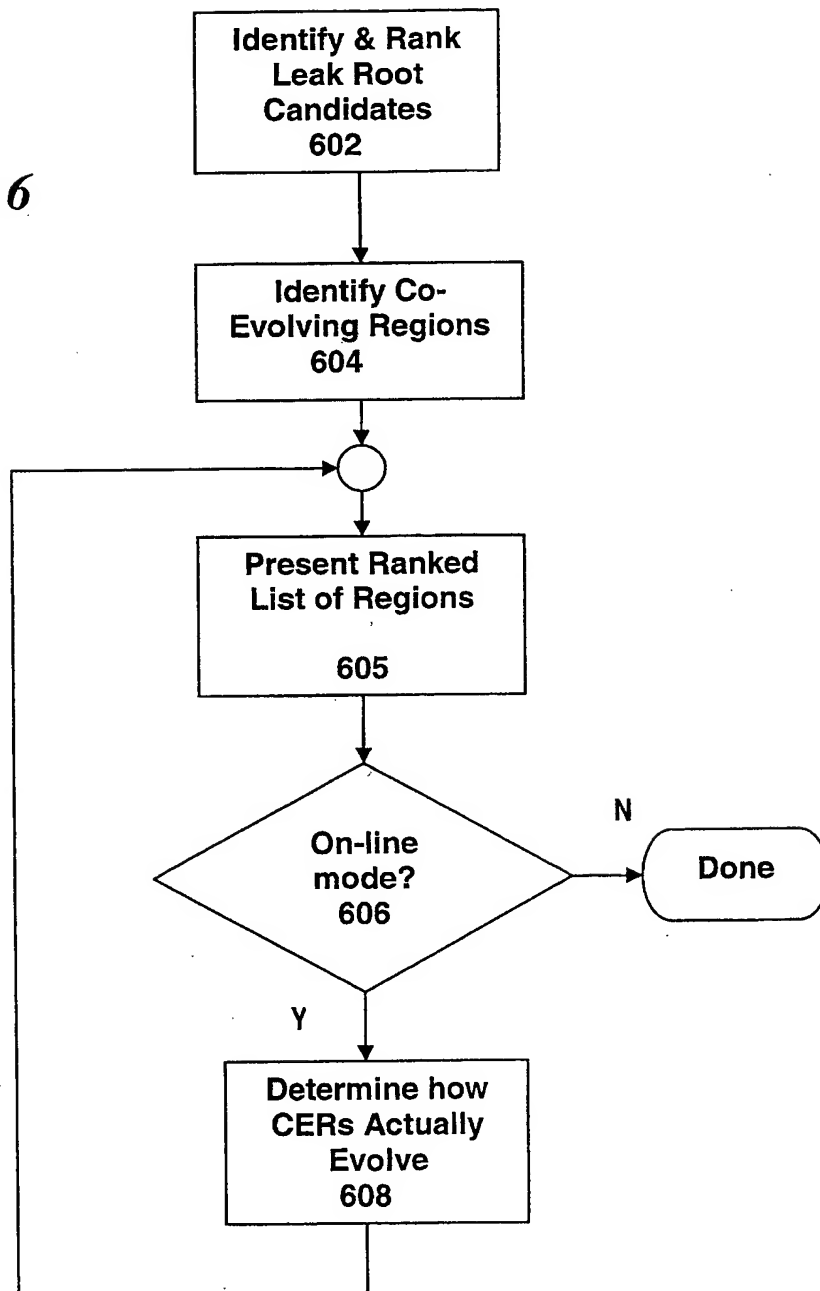 Identify & Rank
Leak Root
Candidates
602
6
Identify Co-
Evolving Regions
604
Present Ranked
List of Regions
605
On-line
mode?
606
N
Done
Y
Determine how
CERs Actually
Evolve
608